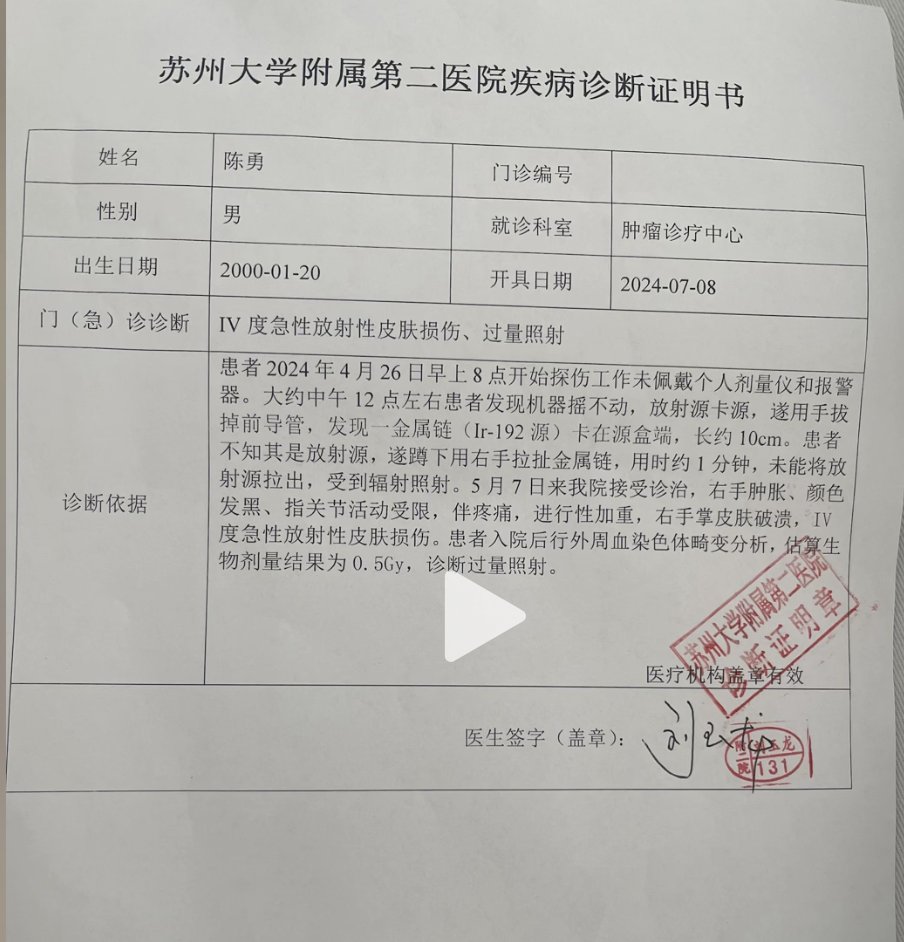 苏州大学附属第二医院疾病诊断证明书
姓名 陈勇 门诊编号
性别 男 就诊科室 肿瘤诊疗中心
出生日期 2000-01-20 开具日期 2024-07-08
门（急）诊诊断 IV 度急性放射性皮肤损伤、过量照射
诊断依据
患者 2024 年 4 月 26 日早上 8 点开始探伤工作未佩戴个人剂量仪和报警
器。大约中午 12 点左右患者发现机器摇不动，放射源卡源，遂用手拔
掉前导管，发现一金属链（Ir-192 源）卡在源盒端，长约 10cm。患者
不知其是放射源，遂蹲下用右手拉扯金属链，用时约 1 分钟，未能将放
射源拉出，受到辐射照射。5 月 7 日来我院接受诊治，右手肿胀、颜色
发黑、指关节活动受限，伴疼痛，进行性加重，右手掌皮肤破溃，IV
度急性放射性皮肤损伤。患者入院后行外周血染色体畸变分析，估算生
物剂量结果为 0.5Gy，诊断过量照射。
苏州大学附属第二医院
诊断证明章
医疗机构盖章有效
医生签字（盖章）：
附二院
玉龙
131